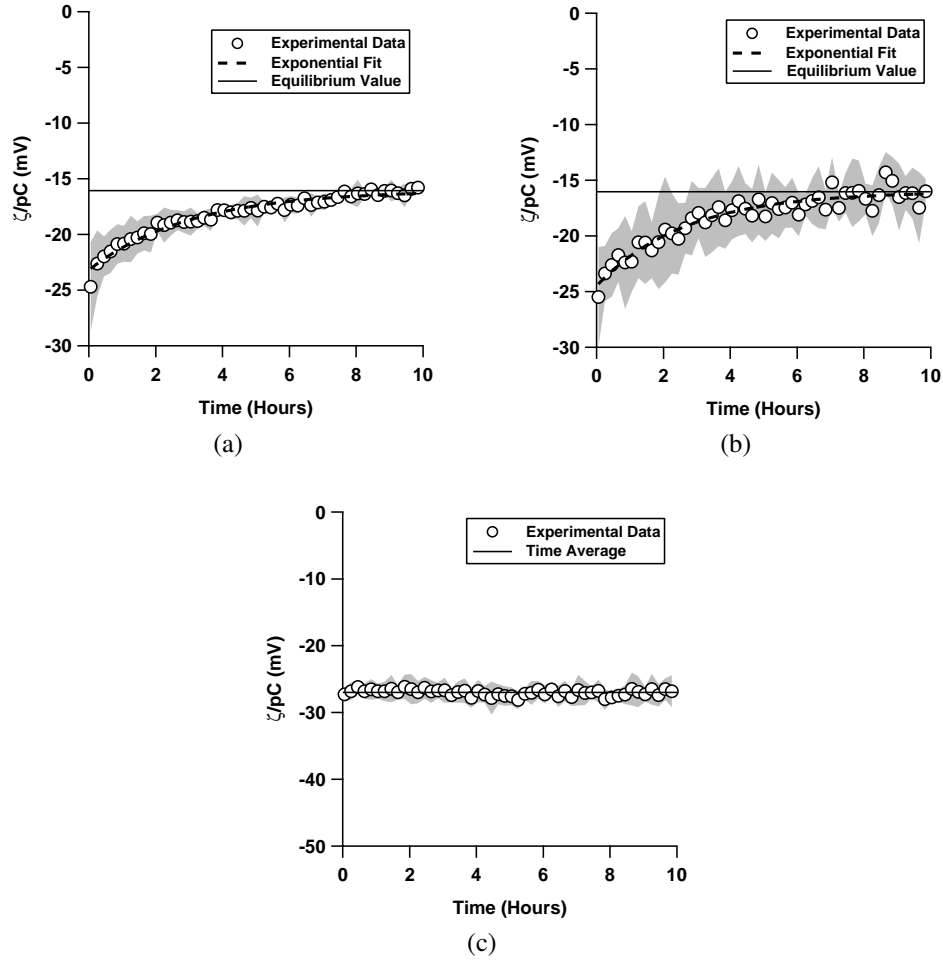 0
-5
-10
-15
-20
-25
-30
ζ/pC (mV)
Experimental Data
Exponential Fit
Equilibrium Value
0 2 4 6 8 10
Time (Hours)
(a)
0
-5
-10
-15
-20
-25
-30
ζ/pC (mV)
Experimental Data
Exponential Fit
Equilibrium Value
0 2 4 6 8 10
Time (Hours)
(b)
0
-10
-20
-30
-40
-50
ζ/pC (mV)
Experimental Data
Time Average
0 2 4 6 8 10
Time (Hours)
(c)